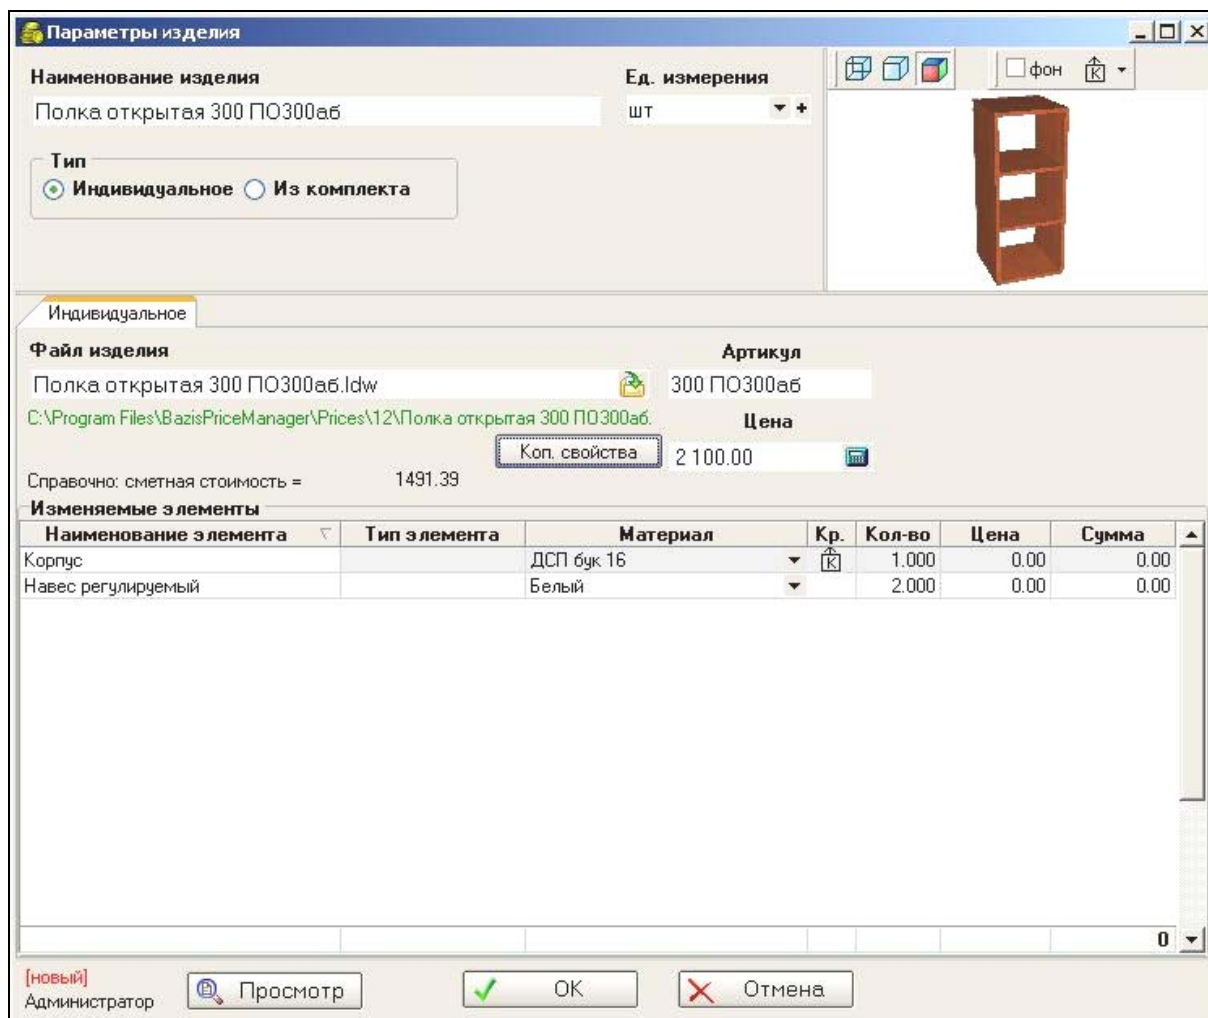 Параметры изделия
Наименование изделия
Ед. измерения
фон
Полка открытая 300 ПО300аб
шт
Тип
Индивидуальное Из комплекта
Индивидуальное
Файл изделия
Артикул
Полка открытая 300 ПО300аб.ldw
300 ПО300аб
C:\Program Files\BazisPriceManager\Prices\12\Полка открытая 300 ПО300аб.
Цена
Коп. свойства
2 100.00
Справочно: сметная стоимость = 1491.39
Изменяемые элементы
Наименование элемента Тип элемента Материал Кр. Кол-во Цена Сумма
Корпус ДСП бук 16 К 1.000 0.00 0.00
Навес регулируемый Белый 2.000 0.00 0.00
0
[новый]
Администратор
Просмотр
OK
Отмена